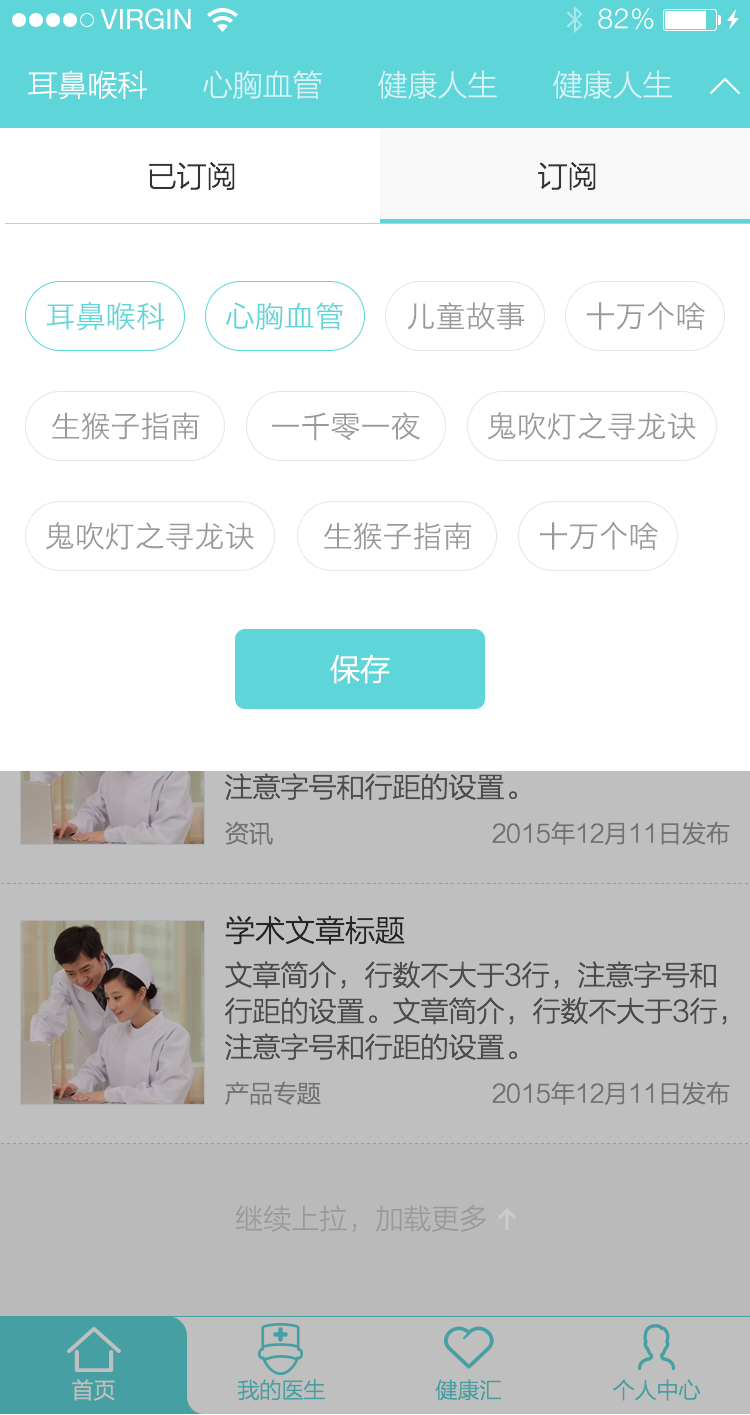 VIRGIN 82%
耳鼻喉科 心胸血管 健康人生 健康人生
已订阅 订阅
耳鼻喉科 心胸血管 儿童故事 十万个啥
生猴子指南 一千零一夜 鬼吹灯之寻龙诀
鬼吹灯之寻龙诀 生猴子指南 十万个啥
保存
注意字号和行距的设置。
资讯 2015年12月11日发布
学术文章标题
文章简介，行数不大于3行，注意字号和
行距的设置。文章简介，行数不大于3行，
注意字号和行距的设置。
产品专题 2015年12月11日发布
继续上拉，加载更多
首页 我的医生 健康汇 个人中心